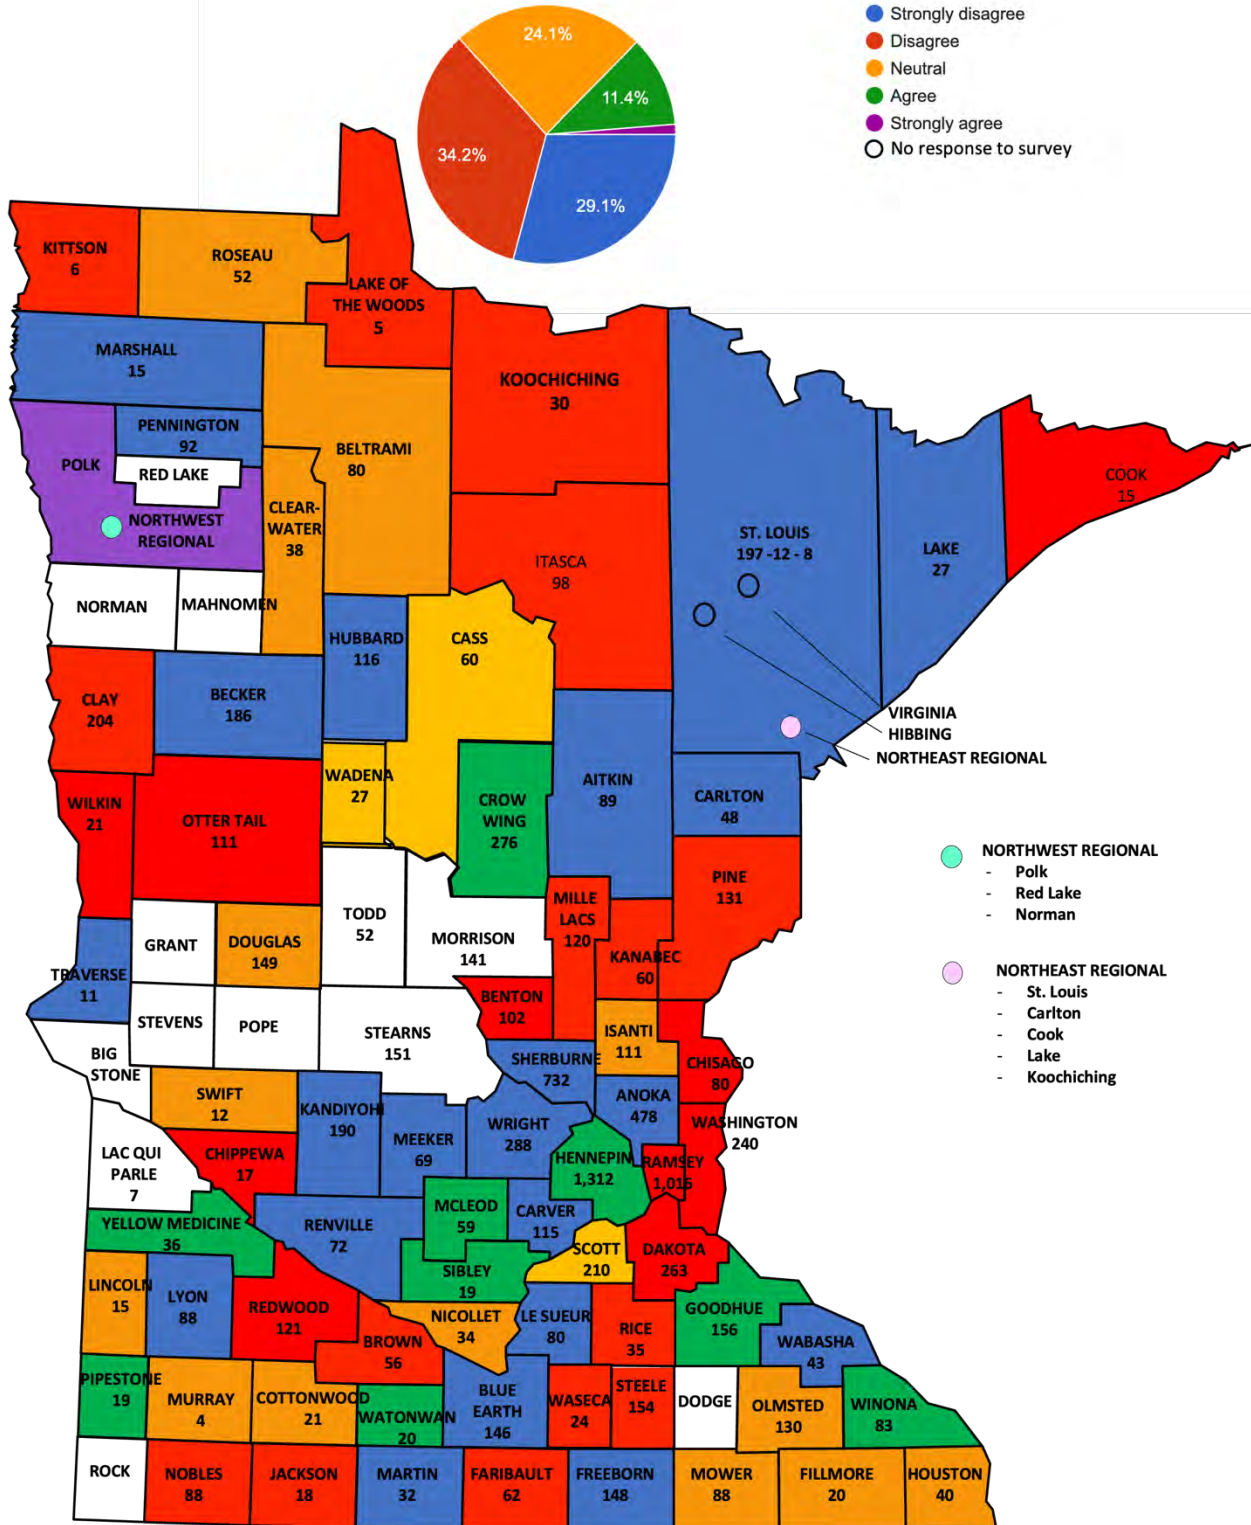 24.1%
11.4%
34.2%
29.1%
Strongly disagree
Disagree
Neutral
Agree
Strongly agree
No response to survey
KITTSON
6
ROSEAU
52
LAKE OF
THE WOODS
5
MARSHALL
15
KOOCHICHING
30
PENNINGTON
92
POLK
RED LAKE
BELTRAMI
80
COOK
15
CLEAR-
WATER
38
NORTHWEST
REGIONAL
ST. LOUIS
197 -12 - 8
LAKE
27
ITASCA
98
NORMAN
MAHNOMEN
HUBBARD
116
CASS
60
CLAY
204
BECKER
186
VIRGINIA
HIBBING
NORTHEAST REGIONAL
WADENA
27
AITKIN
89
WILKIN
21
OTTER TAIL
111
CROW
WING
276
CARLTON
48
NORTHWEST REGIONAL
- Polk
- Red Lake
- Norman
PINE
131
MILLE
LACS
120
TODD
52
GRANT
DOUGLAS
149
MORRISON
141
KANABEC
60
TRAVERSE
11
NORTHEAST REGIONAL
- St. Louis
- Carlton
- Cook
- Lake
- Koochiching
BENTON
102
STEVENS
POPE
STEARNS
151
ISANTI
111
BIG
STONE
SHERBURNE
732
CHISAGO
80
SWIFT
12
KANDIYOHI
190
ANOKA
478
WRIGHT
288
WASHINGTON
240
MEEKER
69
LAC QUI
PARLE
7
CHIPPEWA
17
HENNEPIN
1,312
RAMSEY
1,016
MCLEOD
59
CARVER
115
YELLOW MEDICINE
36
RENVILLE
72
SCOTT
210
DAKOTA
263
SIBLEY
19
LINCOLN
15
LYON
88
REDWOOD
121
NICOLLET
34
LE SUEUR
80
RICE
35
GOODHUE
156
BROWN
56
WABASHA
43
PIPESTONE
19
MURRAY
4
COTTONWOOD
21
WATONWAN
20
BLUE
EARTH
146
WASECA
24
STEELE
154
DODGE
OLMSTED
130
WINONA
83
ROCK
NOBLES
88
JACKSON
18
MARTIN
32
FARIBAULT
62
FREEBORN
148
MOWER
88
FILLMORE
20
HOUSTON
40